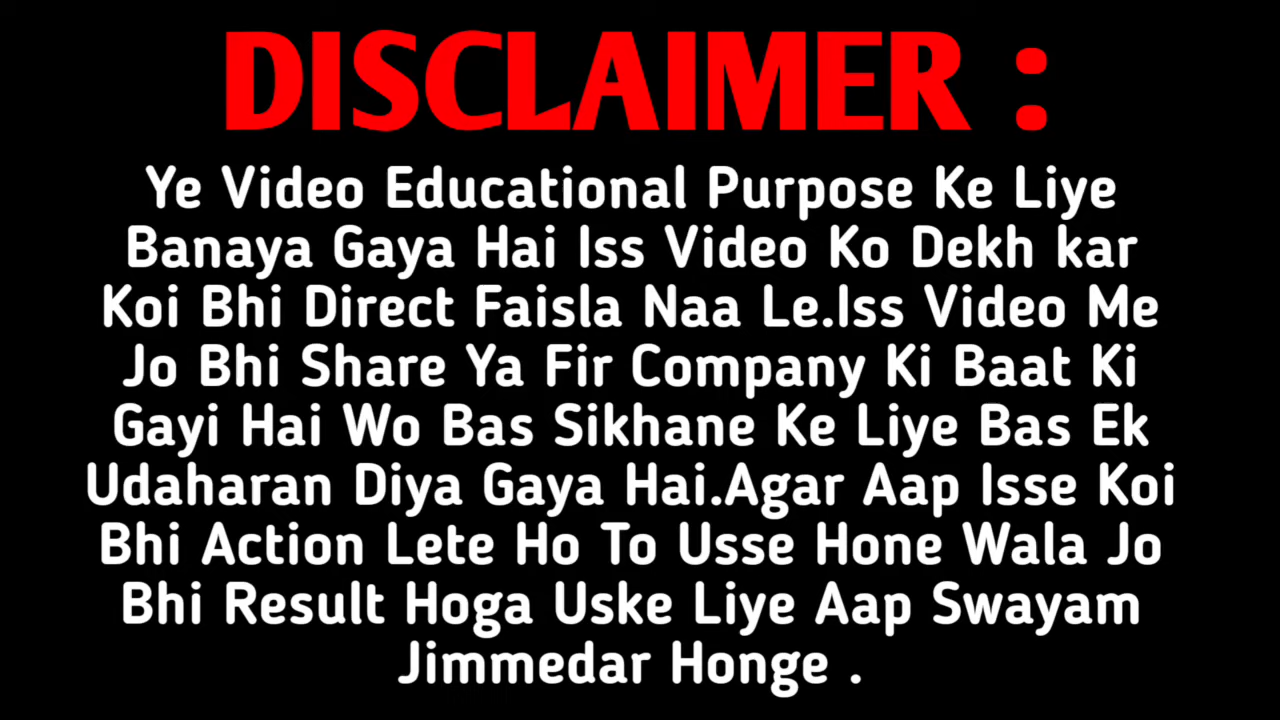 DISCLAIMER :
Ye Video Educational Purpose Ke Liye
Banaya Gaya Hai Iss Video Ko Dekh kar
Koi Bhi Direct Faisla Naa Le.Iss Video Me
Jo Bhi Share Ya Fir Company Ki Baat Ki
Gayi Hai Wo Bas Sikhane Ke Liye Bas Ek
Udaharan Diya Gaya Hai.Agar Aap Isse Koi
Bhi Action Lete Ho To Usse Hone Wala Jo
Bhi Result Hoga Uske Liye Aap Swayam
Jimmedar Honge .